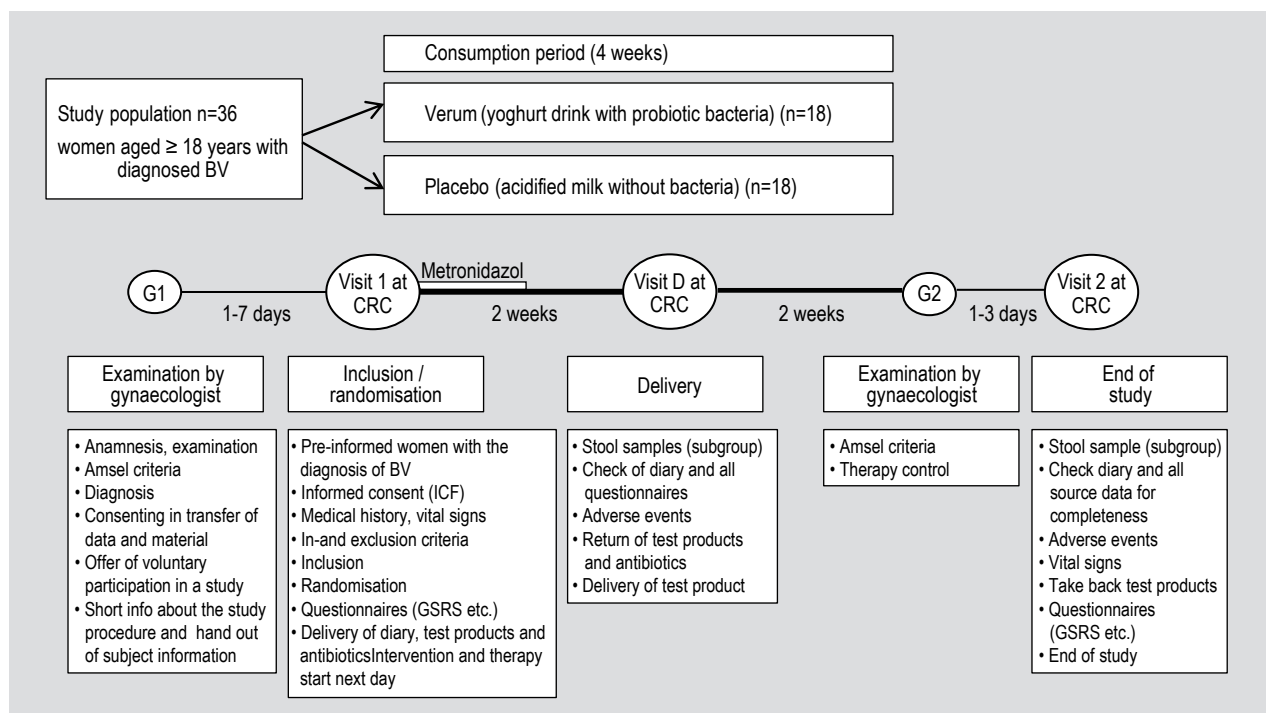 Consumption period (4 weeks)
Study population n=36
women aged ≥ 18 years with
diagnosed BV
Verum (yoghurt drink with probiotic bacteria) (n=18)
Placebo (acidified milk without bacteria) (n=18)
G1
1-7 days
Visit 1 at
CRC
Metronidazol
2 weeks
Visit D at
CRC
2 weeks
G2
1-3 days
Visit 2 at
CRC
Examination by
gynaecologist
• Anamnesis, examination
• Amsel criteria
• Diagnosis
• Consenting in transfer of
data and material
• Offer of voluntary
participation in a study
• Short info about the study
procedure and hand out
of subject information
Inclusion /
randomisation
• Pre-informed women with the
diagnosis of BV
• Informed consent (ICF)
• Medical history, vital signs
• In-and exclusion criteria
• Inclusion
• Randomisation
• Questionnaires (GSRS etc.)
• Delivery of diary, test products and
antibioticsIntervention and therapy
start next day
Delivery
• Stool samples (subgroup)
• Check of diary and all
questionnaires
• Adverse events
• Return of test products
and antibiotics
• Delivery of test product
Examination by
gynaecologist
• Amsel criteria
• Therapy control
End of
study
• Stool sample (subgroup)
• Check diary and all
source data for
completeness
• Adverse events
• Vital signs
• Take back test products
• Questionnaires
(GSRS etc.)
• End of study